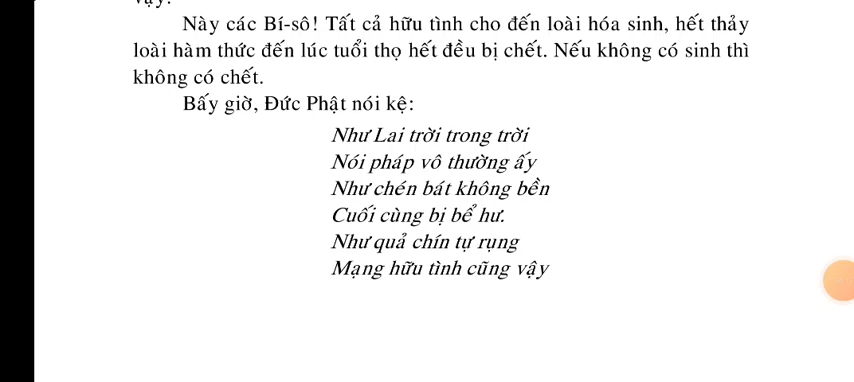 Này các Bí-sô! Tất cả hữu tình cho đến loài hóa sinh, hết thảy
loài hàm thức đến lúc tuổi thọ hết đều bị chết. Nếu không có sinh thì
không có chết.
Bấy giờ, Đức Phật nói kệ:
Như Lai trời trong trời
Nói pháp vô thường ấy
Như chén bát không bền
Cuối cùng bị bể hư.
Như quả chín tự rụng
Mạng hữu tình cũng vậy